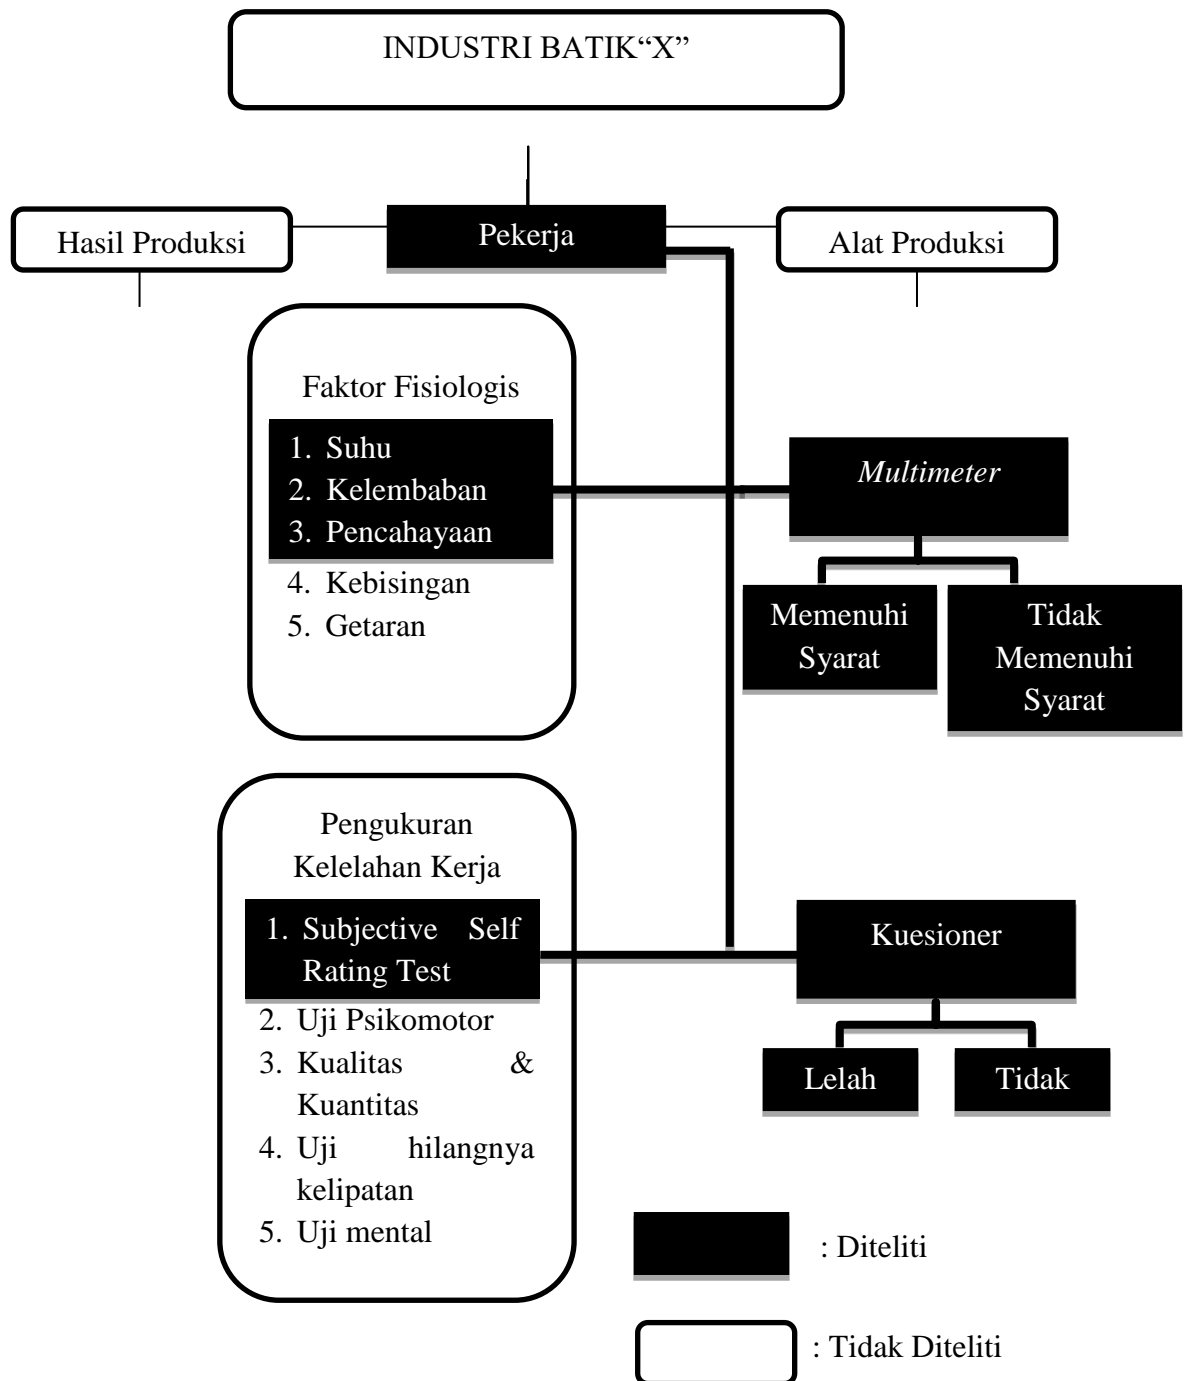 INDUSTRI BATIK“X”
Hasil Produksi
Pekerja
Alat Produksi
Faktor Fisiologis
1. Suhu
2. Kelembaban
3. Pencahayaan
4. Kebisingan
5. Getaran
Multimeter
Memenuhi
Syarat
Tidak
Memenuhi
Syarat
Pengukuran
Kelelahan Kerja
1. Subjective Self
Rating Test
2. Uji Psikomotor
3. Kualitas &
Kuantitas
4. Uji hilangnya
kelipatan
5. Uji mental
Kuesioner
Lelah
Tidak
: Diteliti
: Tidak Diteliti